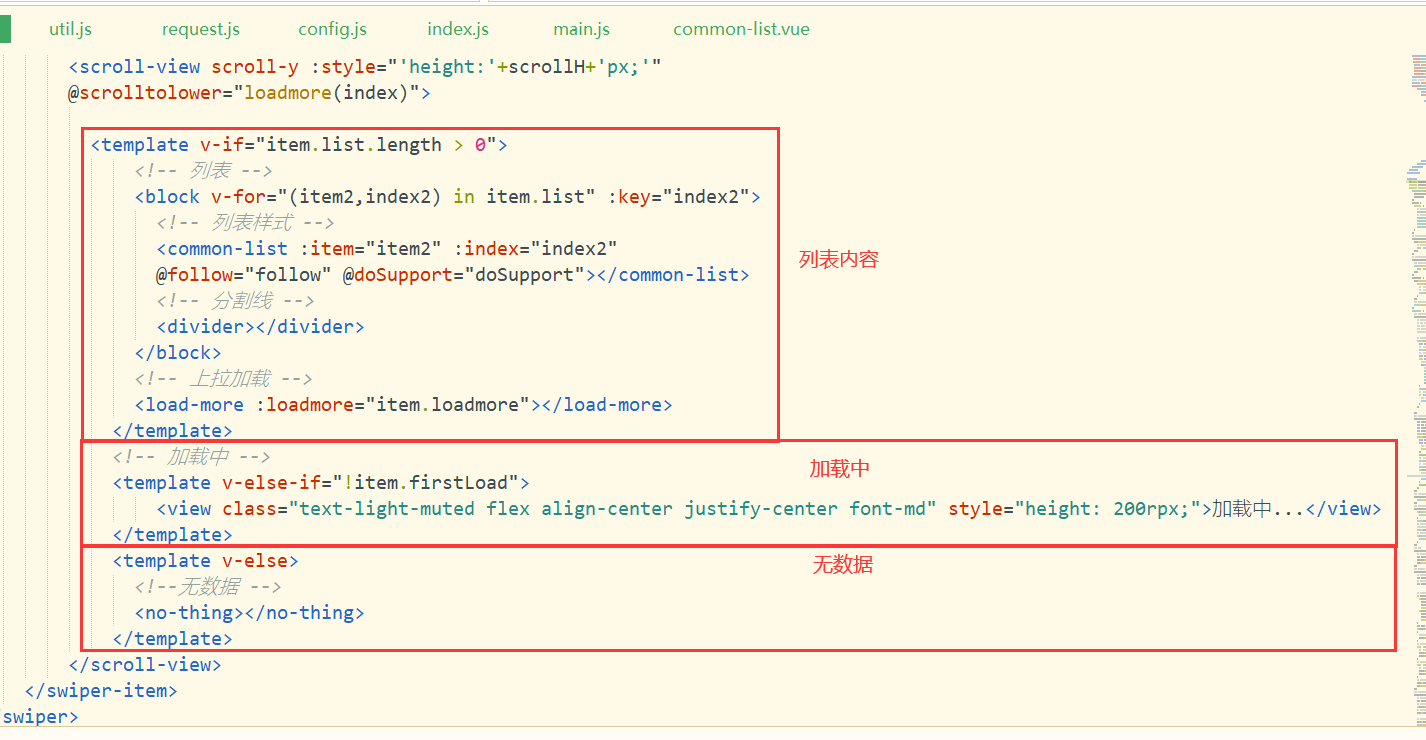 util.js request.js config.js index.js main.js common-list.vue
<scroll-view scroll-y :style="'height:'+scrollH+'px;'"
@scrolltolower="loadmore(index)">
<template v-if="item.list.length > 0">
<!-- 列表 -->
<block v-for="(item2,index2) in item.list" :key="index2">
<!-- 列表样式 -->
<common-list :item="item2" :index="index2"
列表内容
@follow="follow" @doSupport="doSupport"></common-list>
<!-- 分割线 -->
<divider></divider>
</block>
<!-- 上拉加载 -->
<load-more :loadmore="item.loadmore"></load-more>
</template>
<!-- 加载中 -->
加载中
<template v-else-if="!item.firstLoad">
<view class="text-light-muted flex align-center justify-center font-md" style="height: 200rpx;">加载中...</view>
</template>
<template v-else>
无数据
<!--无数据 -->
<no-thing></no-thing>
</template>
</scroll-view>
</swiper-item>
swiper>